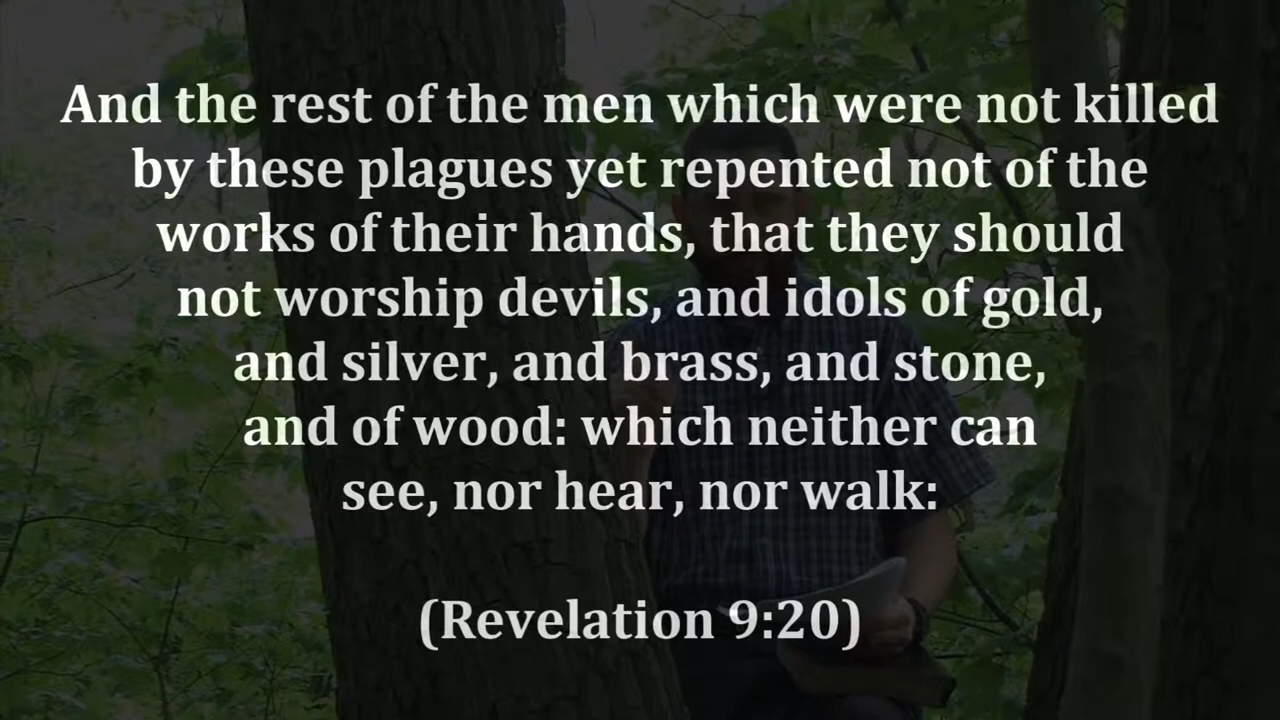 And the rest of the men which were not killed
by these plagues yet repented not of the
works of their hands, that they should
not worship devils, and idols of gold,
and silver, and brass, and stone,
and of wood: which neither can
see, nor hear, nor walk:
(Revelation 9:20)